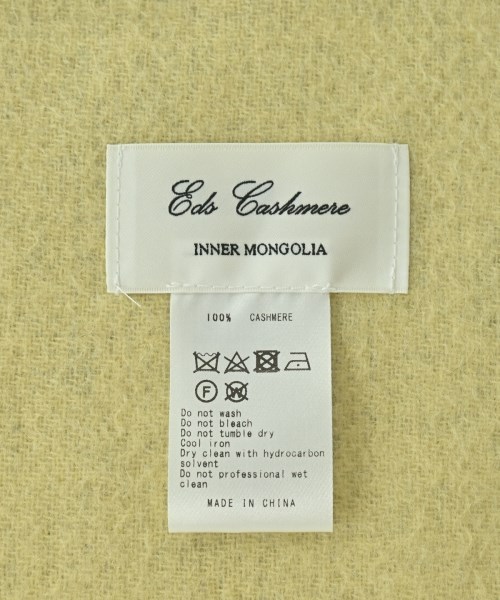 Eds Cashmere
INNER MONGOLIA
100% CASHMERE
F W
Do not wash
Do not bleach
Do not tumble dry
Cool iron
Dry clean with hydrocarbon
solvent
Do not professional wet
clean
MADE IN CHINA